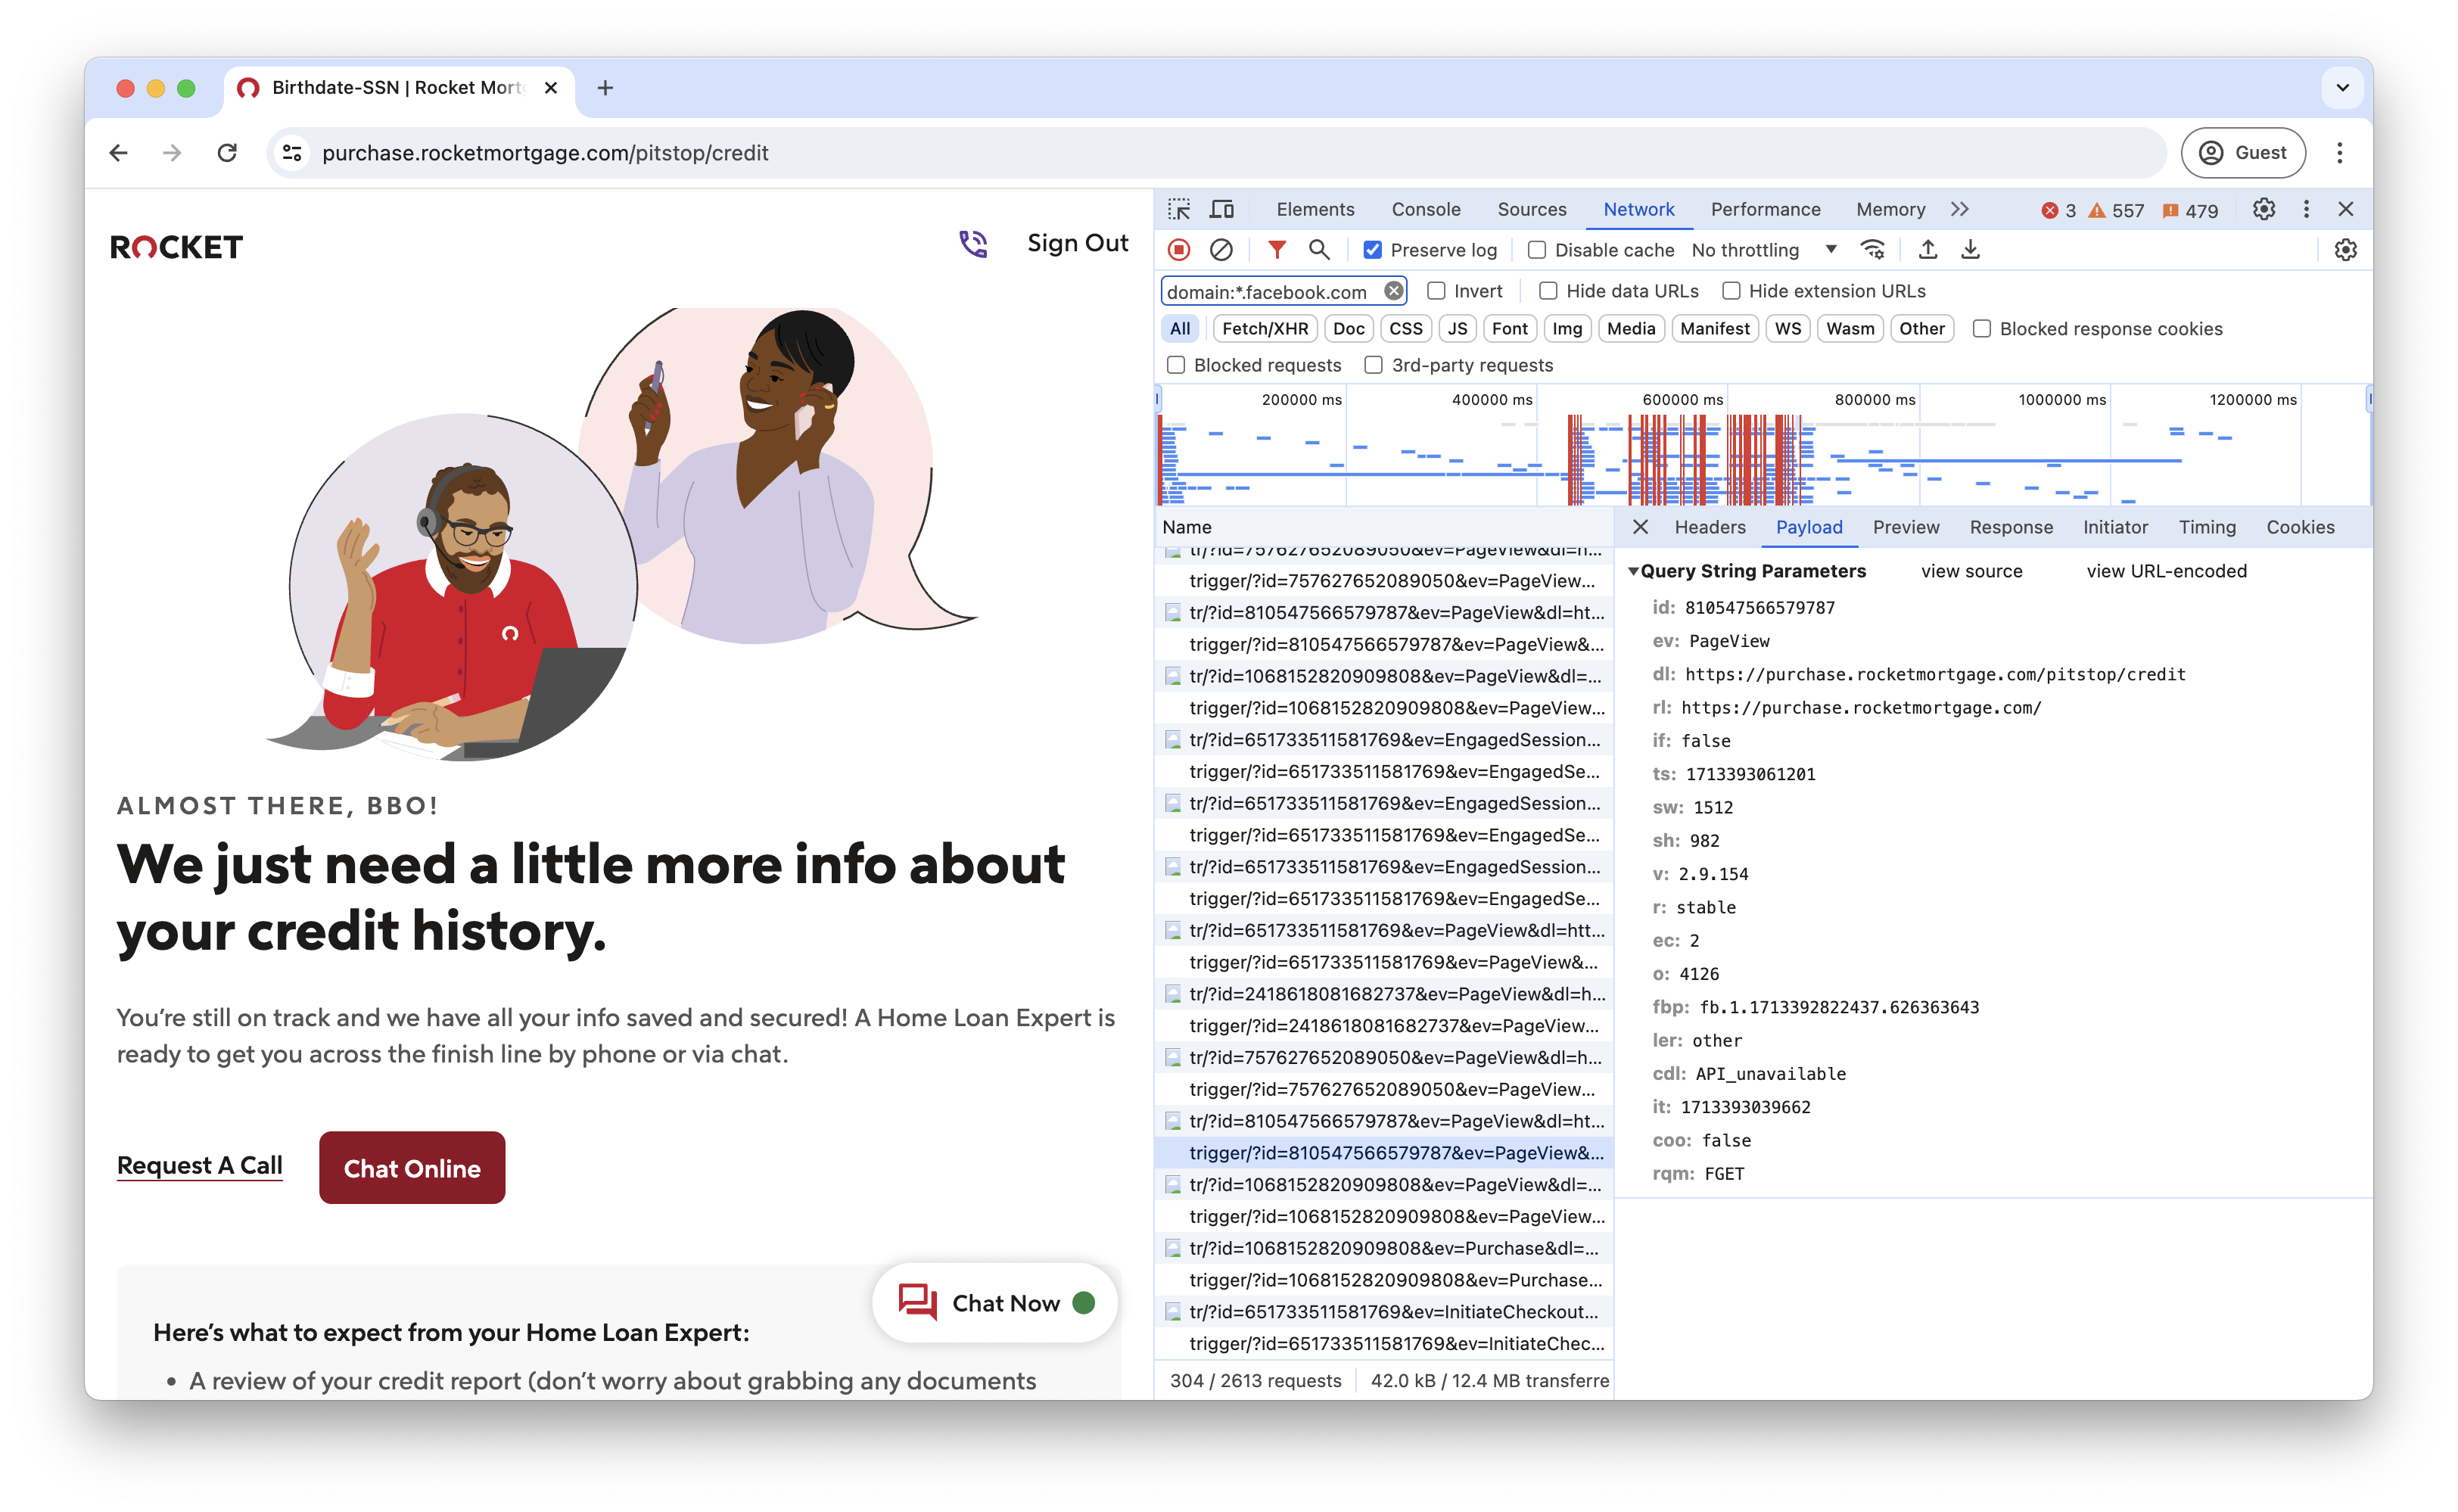 Birthdate-SSN | Rocket Mort
purchase.rocketmortgage.com/pitstop/credit
Guest
ROCKET
Sign Out
ALMOST THERE, BBO!
We just need a little more info about
your credit history.
You're still on track and we have all your info saved and secured! A Home Loan Expert is
ready to get you across the finish line by phone or via chat.
Request A Call
Chat Online
Chat Now
Here's what to expect from your Home Loan Expert:
• A review of your credit report (don't worry about grabbing any documents
Elements Console Sources Network Performance Memory 3 557 479
Preserve log Disable cache No throttling
domain:*.facebook.com Invert Hide data URLs Hide extension URLs
All Fetch/XHR Doc CSS JS Font Img Media Manifest WS Wasm Other Blocked response cookies
Blocked requests 3rd-party requests
200000 ms 400000 ms 600000 ms 800000 ms 1000000 ms 1200000 ms
Name
tr/?id=757627652089050&ev=PageView&dl=h...
trigger/?id=757627652089050&ev=PageView...
tr/?id=810547566579787&ev=PageView&dl=ht...
trigger/?id=810547566579787&ev=PageView&...
tr/?id=1068152820909808&ev=PageView&dl=...
trigger/?id=1068152820909808&ev=PageView...
tr/?id=651733511581769&ev=EngagedSession...
trigger/?id=651733511581769&ev=EngagedSe...
tr/?id=651733511581769&ev=EngagedSession...
trigger/?id=651733511581769&ev=EngagedSe...
tr/?id=651733511581769&ev=EngagedSession...
trigger/?id=651733511581769&ev=EngagedSe...
tr/?id=651733511581769&ev=PageView&dl=htt...
trigger/?id=651733511581769&ev=PageView&...
tr/?id=2418618081682737&ev=PageView&dl=h...
trigger/?id=2418618081682737&ev=PageView...
tr/?id=757627652089050&ev=PageView&dl=h...
trigger/?id=757627652089050&ev=PageView...
tr/?id=810547566579787&ev=PageView&dl=ht...
trigger/?id=810547566579787&ev=PageView&...
tr/?id=1068152820909808&ev=PageView&dl=...
trigger/?id=1068152820909808&ev=PageView...
tr/?id=1068152820909808&ev=Purchase&dl=...
trigger/?id=1068152820909808&ev=Purchase...
tr/?id=651733511581769&ev=InitiateCheckout...
trigger/?id=651733511581769&ev=InitiateChec...
304 / 2613 requests 42.0 kB / 12.4 MB transferre
Headers Payload Preview Response Initiator Timing Cookies
Query String Parameters view source view URL-encoded
id: 810547566579787
ev: PageView
dl: https://purchase.rocketmortgage.com/pitstop/credit
rl: https://purchase.rocketmortgage.com/
if: false
ts: 1713393061201
sw: 1512
sh: 982
v: 2.9.154
r: stable
ec: 2
o: 4126
fbp: fb.1.1713392822437.626363643
ler: other
cdl: API_unavailable
it: 1713393039662
coo: false
rqm: FGET